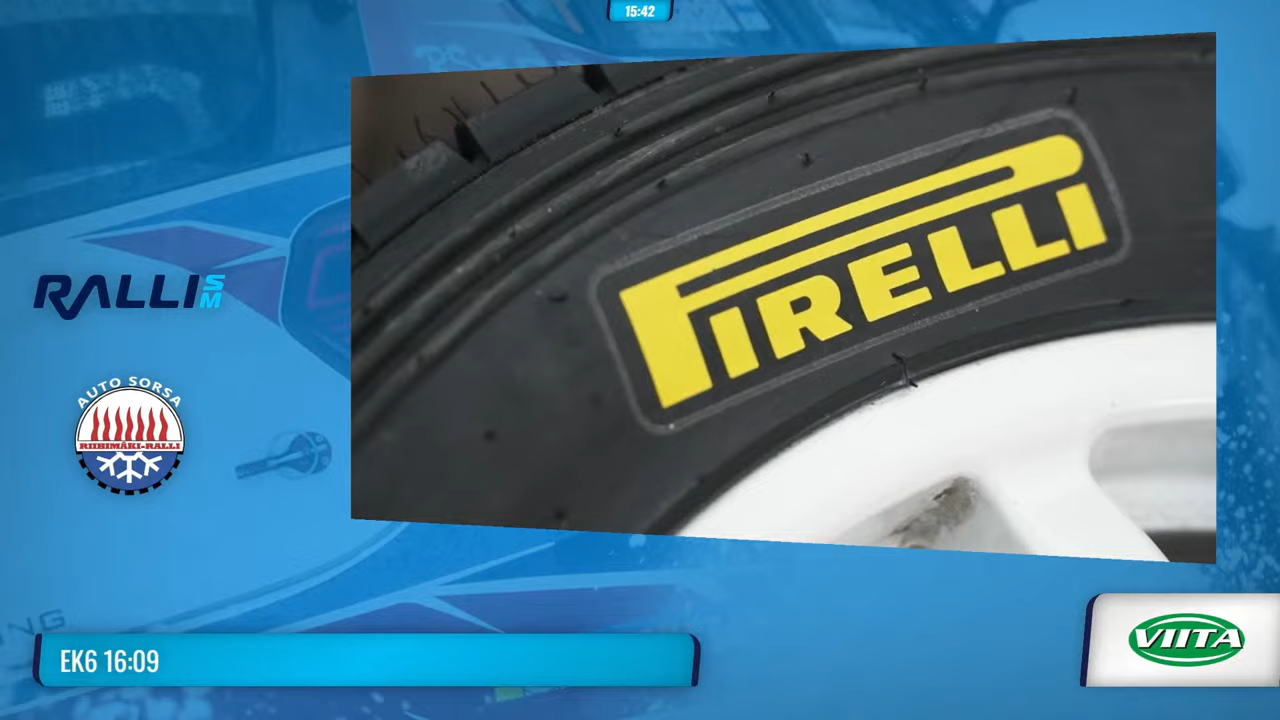 15:42
PIRELLI
RALLI SM
AUTO SORSA
RIIHIMÄKI-RALLI
EK6 16:09
VIITA